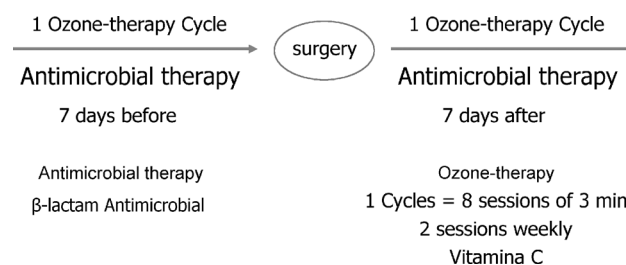 1 Ozone-therapy Cycle
Antimicrobial therapy
7 days before
surgery
1 Ozone-therapy Cycle
Antimicrobial therapy
7 days after
Antimicrobial therapy
β-lactam Antimicrobial
Ozone-therapy
1 Cycles = 8 sessions of 3 min
2 sessions weekly
Vitamina C